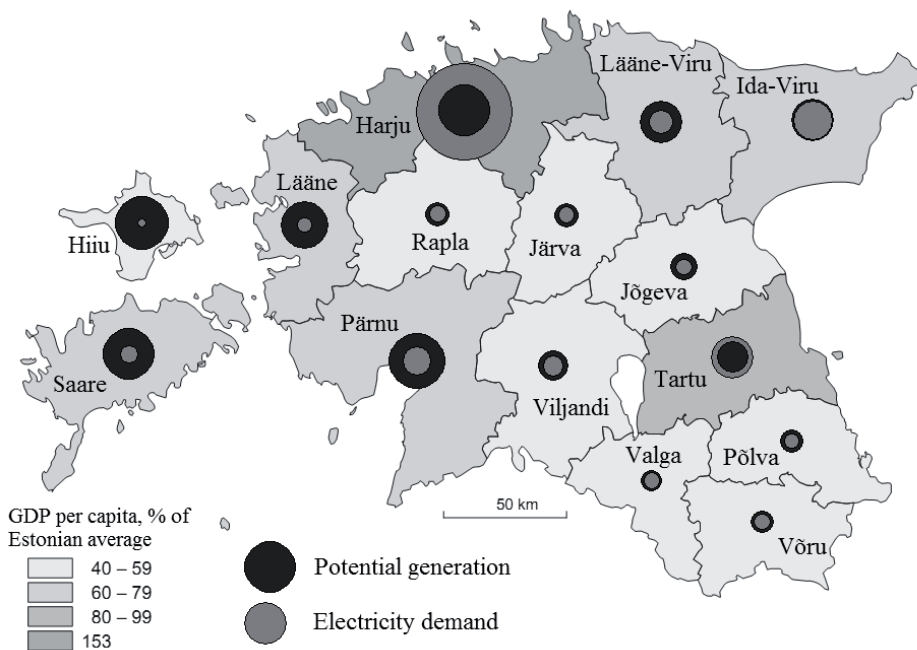 Lääne-Viru
Ida-Viru
Harju
Lääne
Hiiu
Rapla
Järva
Jõgeva
Pärnu
Saare
Tartu
Viljandi
Valga
Põlva
Võru
50 km
GDP per capita, % of
Estonian average
40 – 59
60 – 79
80 – 99
153
Potential generation
Electricity demand